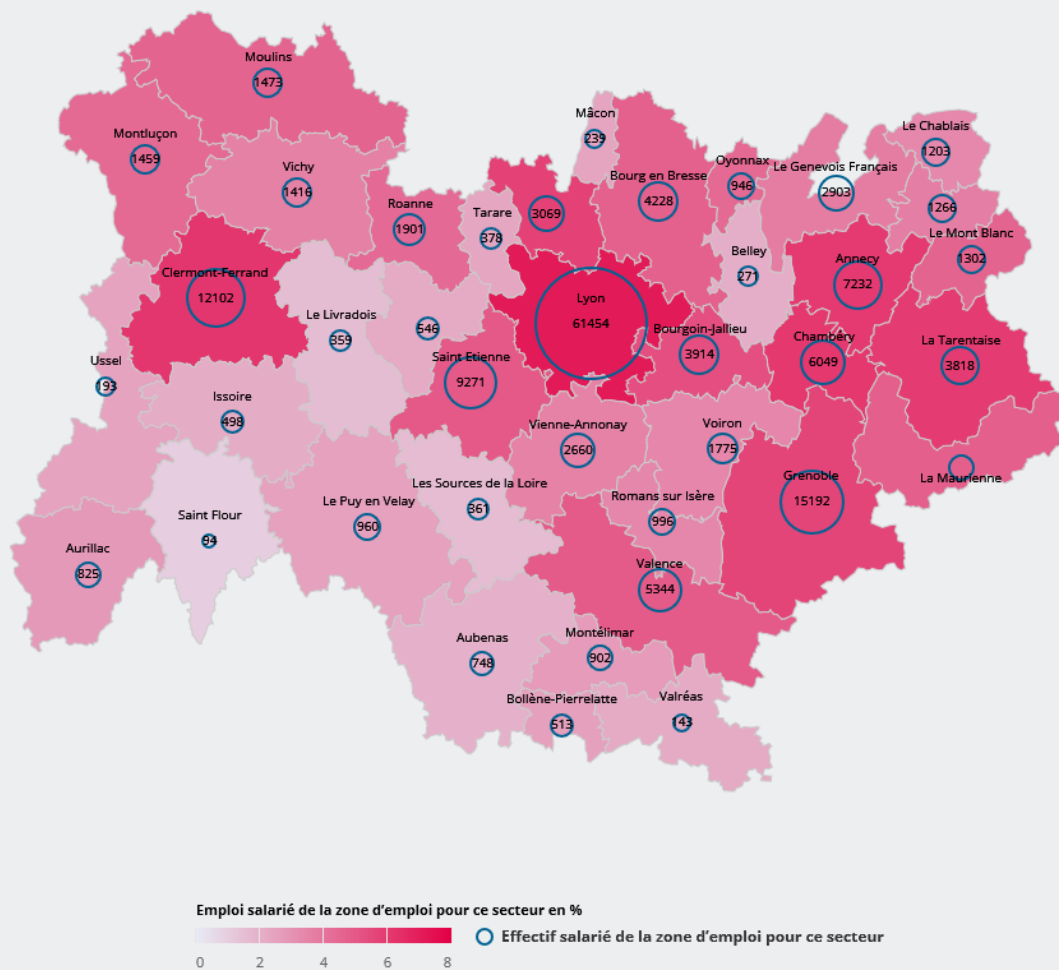 Moulins
1473
Mâcon
239
Le Chablais
1203
Montluçon
1459
Vichy
1416
Oyonnax
946
Le Genevois Français
2903
Bourg en Bresse
4228
Roanne
1901
Tarare
378
3069
1266
Le Mont Blanc
1302
Belley
271
Annecy
7232
Clermont-Ferrand
12102
Lyon
61454
Le Livradois
359
546
Bourgoin-Jallieu
3914
Chambéry
6049
La Tarentaise
3818
Ussel
193
Saint Etienne
9271
Issoire
498
Vienne-Annonay
2660
Voiron
1775
La Maurienne
Grenoble
15192
Les Sources de la Loire
361
Le Puy en Velay
960
Romans sur Isère
996
Saint Flour
94
Aurillac
825
Valence
5344
Aubenas
748
Montélimar
902
Bollène-Pierrelatte
513
Valréas
143
Emploi salarié de la zone d'emploi pour ce secteur en %
Effectif salarié de la zone d'emploi pour ce secteur
0 2 4 6 8